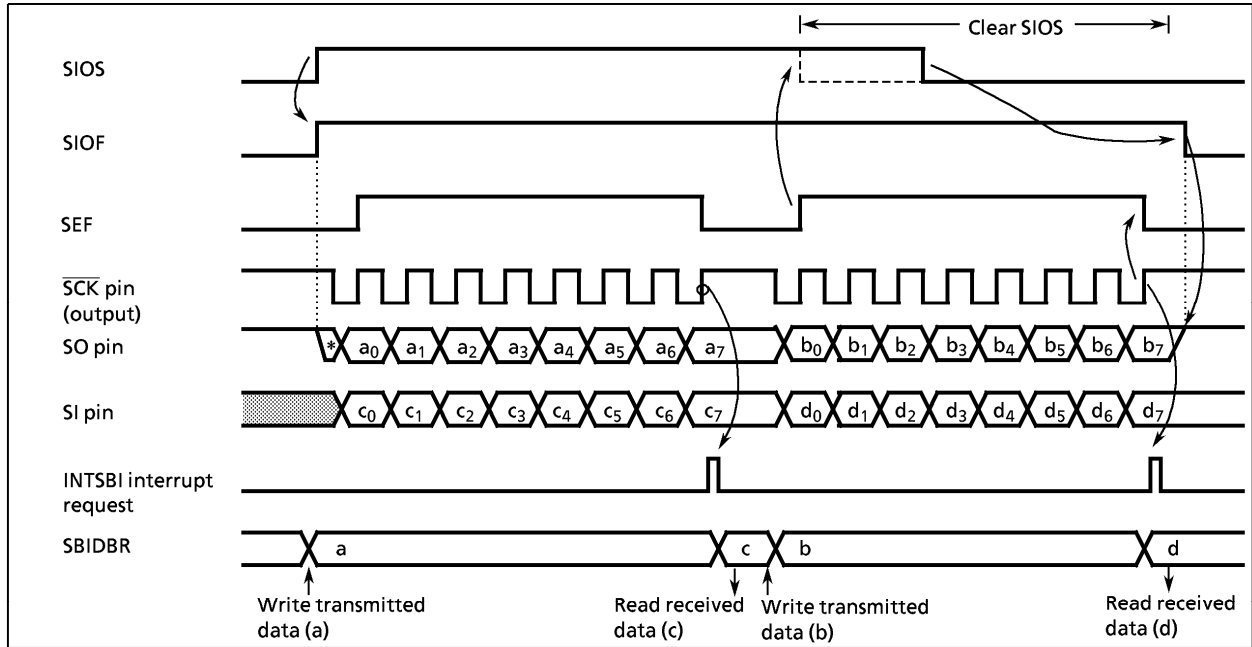 Clear SIOS
SIOS
SIOF
SEF
SCK pin
(output)
SO pin
* a0 a1 a2 a3 a4 a5 a6 a7 b0 b1 b2 b3 b4 b5 b6 b7
SI pin
c0 c1 c2 c3 c4 c5 c6 c7 d0 d1 d2 d3 d4 d5 d6 d7
INTSBI interrupt
request
SBIDBR
a c b d
Write transmitted
data (a)
Read received
data (c)
Write transmitted
data (b)
Read received
data (d)